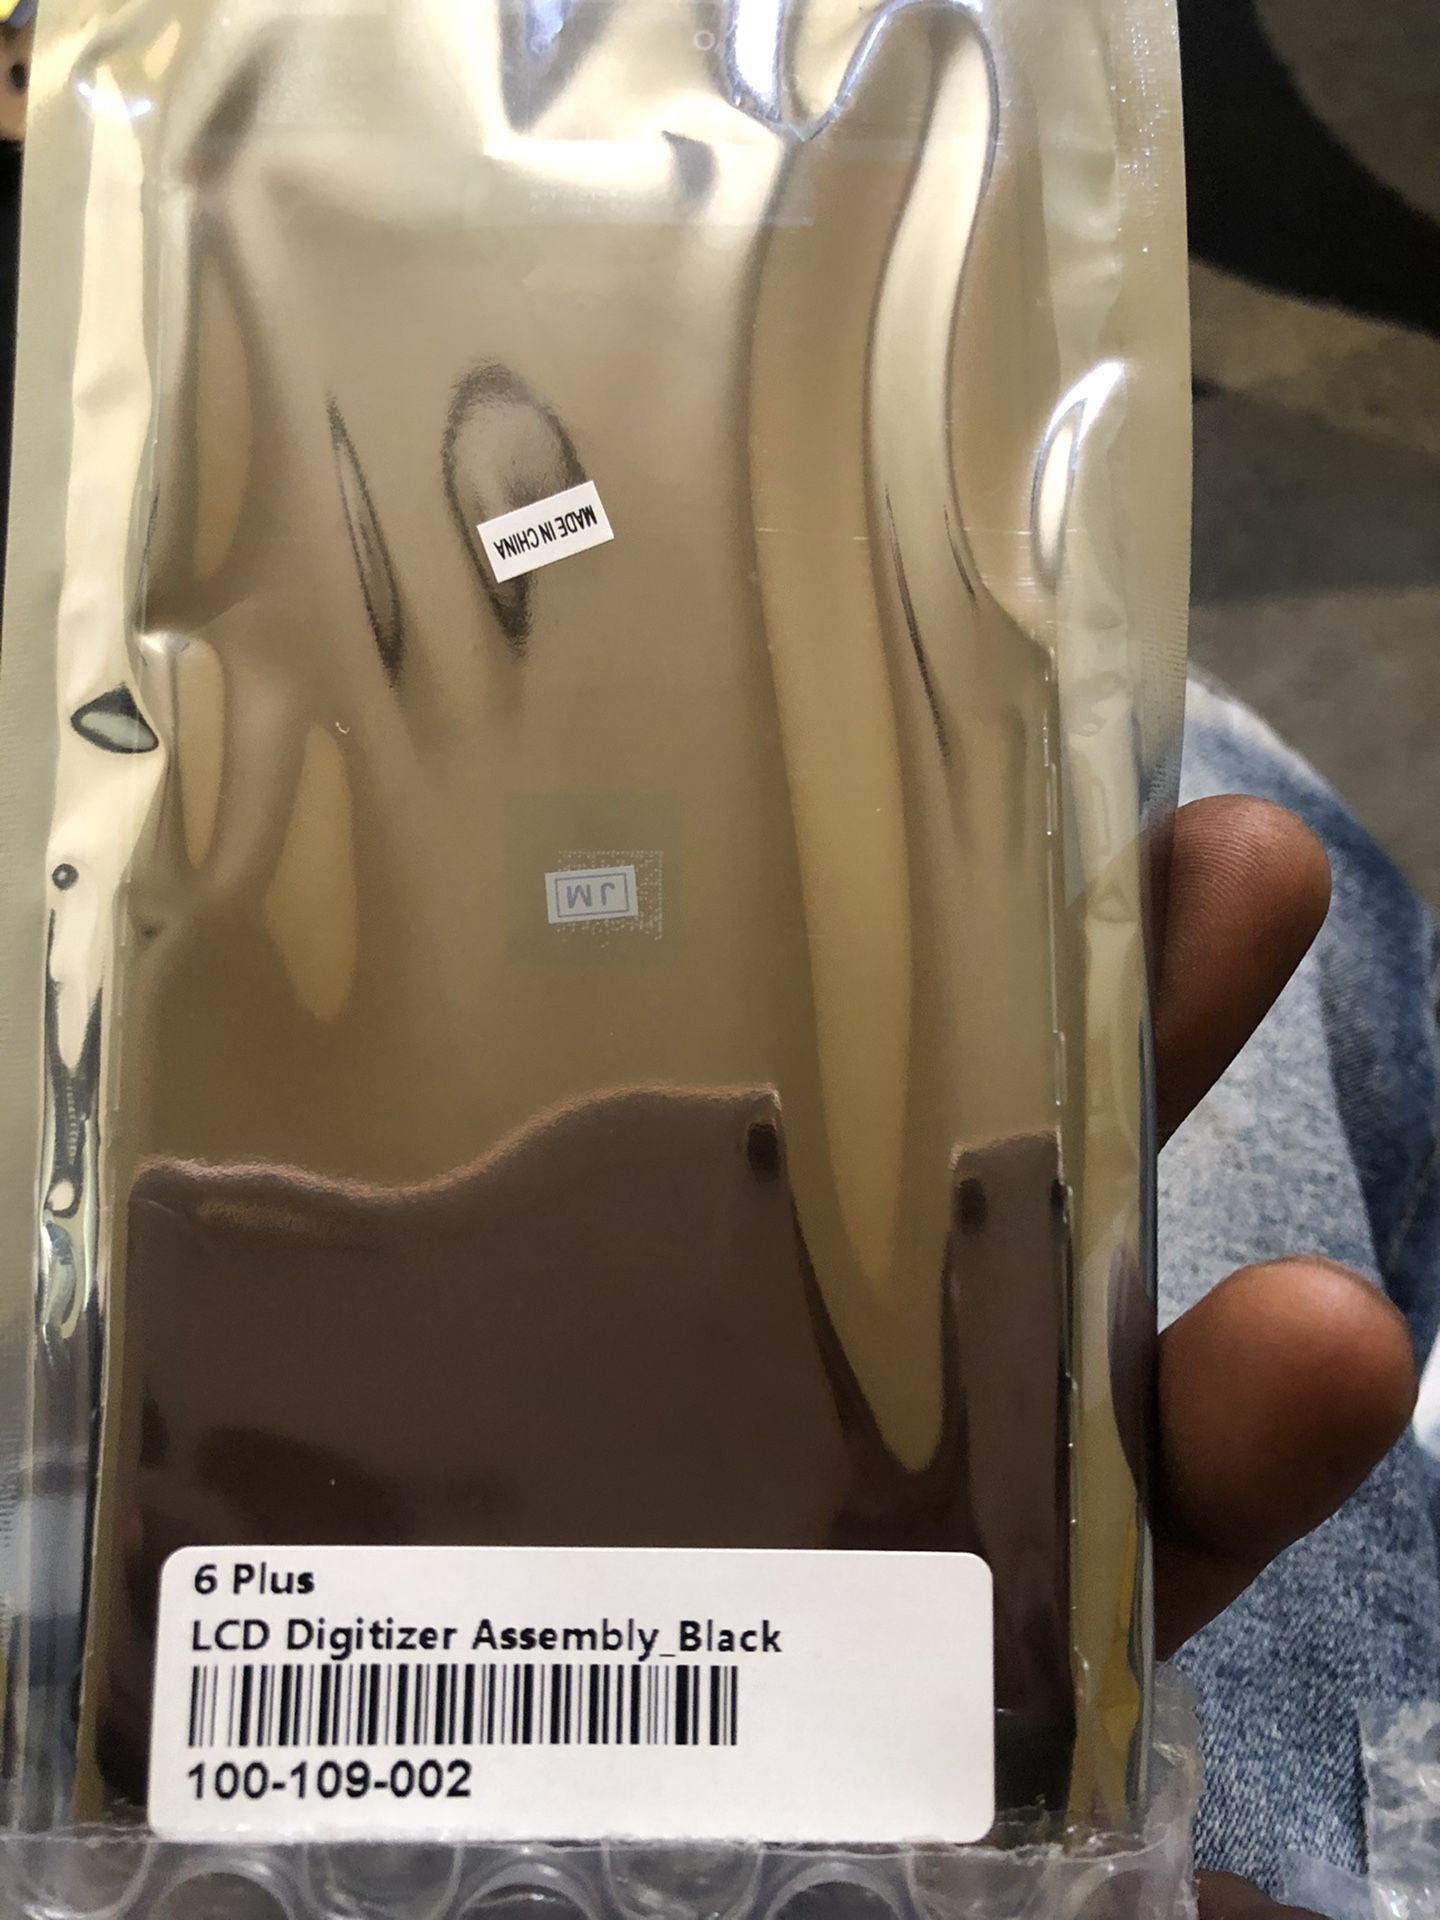 MADE IN CHINA
JM
6 Plus
LCD Digitizer Assembly_Black
100-109-002